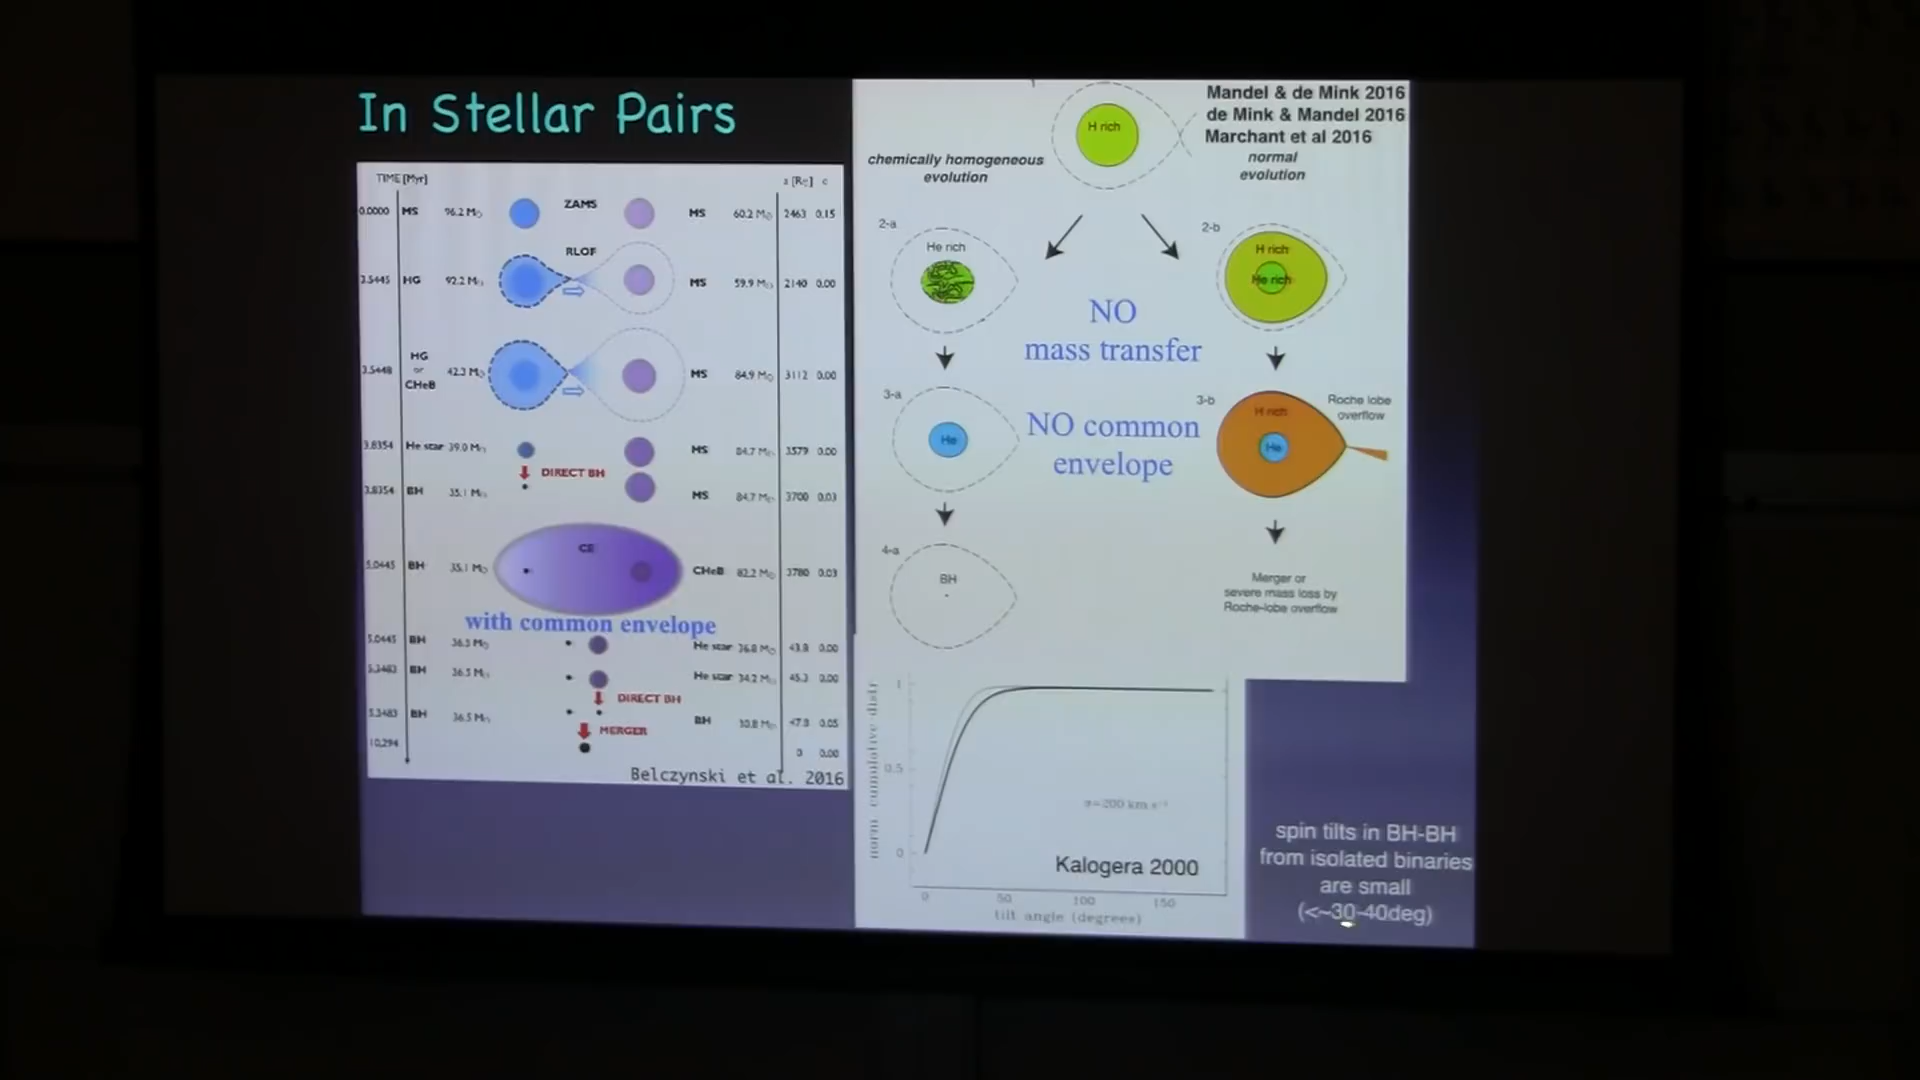 In Stellar Pairs
TIME [Myr]
a [R☉] e
0.0000 MS 96.2 M☉ ZAMS MS 60.2 M☉ 2463 0.15
RLOF
3.5445 HG 92.2 M☉ MS 59.9 M☉ 2140 0.00
3.5448 HG or CHeB 42.3 M☉ MS 84.9 M☉ 3112 0.00
3.8354 He star 39.0 M☉ MS 84.7 M☉ 3579 0.00
DIRECT BH
3.8354 BH 35.1 M☉ MS 84.7 M☉ 3700 0.03
CE
5.0445 BH 35.1 M☉ CHeB 82.2 M☉ 3780 0.03
with common envelope
5.0445 BH 36.5 M☉ He star 36.8 M☉ 43.8 0.00
5.3483 BH 36.5 M☉ He star 34.2 M☉ 45.3 0.00
DIRECT BH
5.3483 BH 36.5 M☉ BH 30.8 M☉ 47.8 0.05
MERGER
10,294 0 0.00
Belczynski et al. 2016
Mandel & de Mink 2016
de Mink & Mandel 2016
Marchant et al 2016
H rich
chemically homogeneous
evolution
normal
evolution
2-a
He rich
2-b
H rich
He rich
NO
mass transfer
3-a
He
NO common
envelope
3-b
H rich
He
Roche lobe
overflow
4-a
BH
Merger or
severe mass loss by
Roche-lobe overflow
norm cumulative distr
1
0.5
0
σ=200 km s⁻¹
Kalogera 2000
0 50 100 150
tilt angle (degrees)
spin tilts in BH-BH
from isolated binaries
are small
(<~30-40deg)